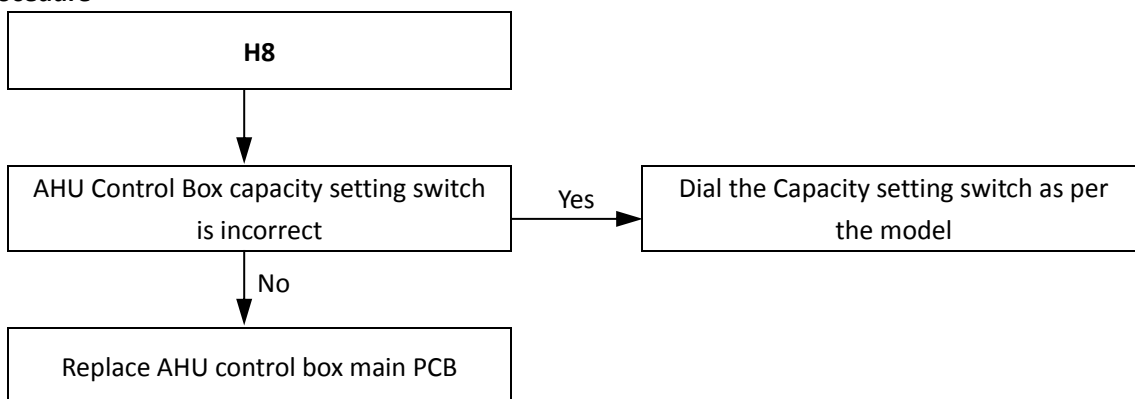 H8
AHU Control Box capacity setting switch
is incorrect
Yes
Dial the Capacity setting switch as per
the model
No
Replace AHU control box main PCB